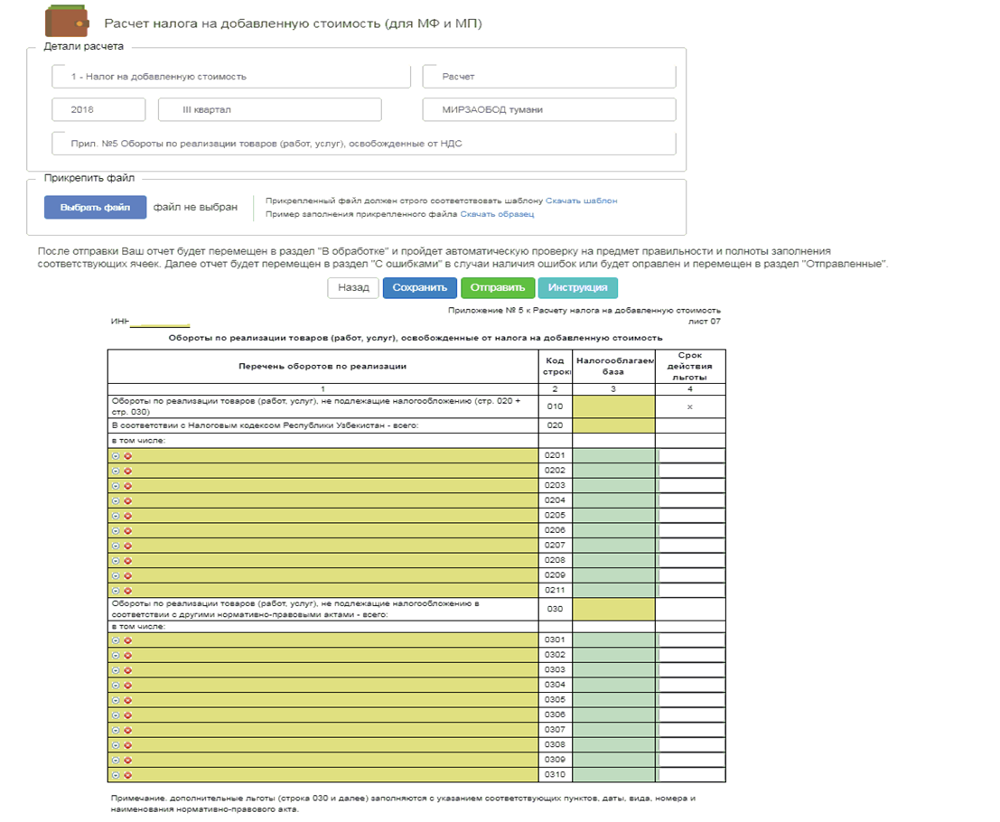 Расчет налога на добавленную стоимость (для МФ и МП)
Детали расчета
1 - Налог на добавленную стоимость
Расчет
2018
III квартал
МИРЗАОБОД тумани
Прил. №5 Обороты по реализации товаров (работ, услуг), освобожденные от НДС
Прикрепить файл
Выбрать файл
файл не выбран
Прикрепленный файл должен строго соответствовать шаблону Скачать шаблон
Пример заполнения прикрепленного файла Скачать образец
После отправки Ваш отчет будет перемещен в раздел "В обработке" и пройдет автоматическую проверку на предмет правильности и полноты заполнения
соответствующих ячеек. Далее отчет будет перемещен в раздел "С ошибками" в случаи наличия ошибок или будет оправлен и перемещен в раздел "Отправленные".
Назад
Сохранить
Отправить
Инструкция
Приложение № 5 к Расчету налога на добавленную стоимость
лист 07
ИНН
Обороты по реализации товаров (работ, услуг), освобожденные от налога на добавленную стоимость
Перечень оборотов по реализации
Код
строки
Налогооблагаем
база
Срок
действия
льготы
1
2
3
4
Обороты по реализации товаров (работ, услуг), не подлежащие налогообложению (стр. 020 +
стр. 030)
010
x
В соответствии с Налоговым кодексом Республики Узбекистан - всего:
020
в том числе:
0201
0202
0203
0204
0205
0206
0207
0208
0209
0211
Обороты по реализации товаров (работ, услуг), не подлежащие налогообложению в
соответствии с другими нормативно-правовыми актами - всего:
030
в том числе:
0301
0302
0303
0304
0305
0306
0307
0308
0309
0310
Примечание. дополнительные льготы (строка 030 и далее) заполняются с указанием соответствующих пунктов, даты, вида, номера и
наименования нормативно-правового акта.